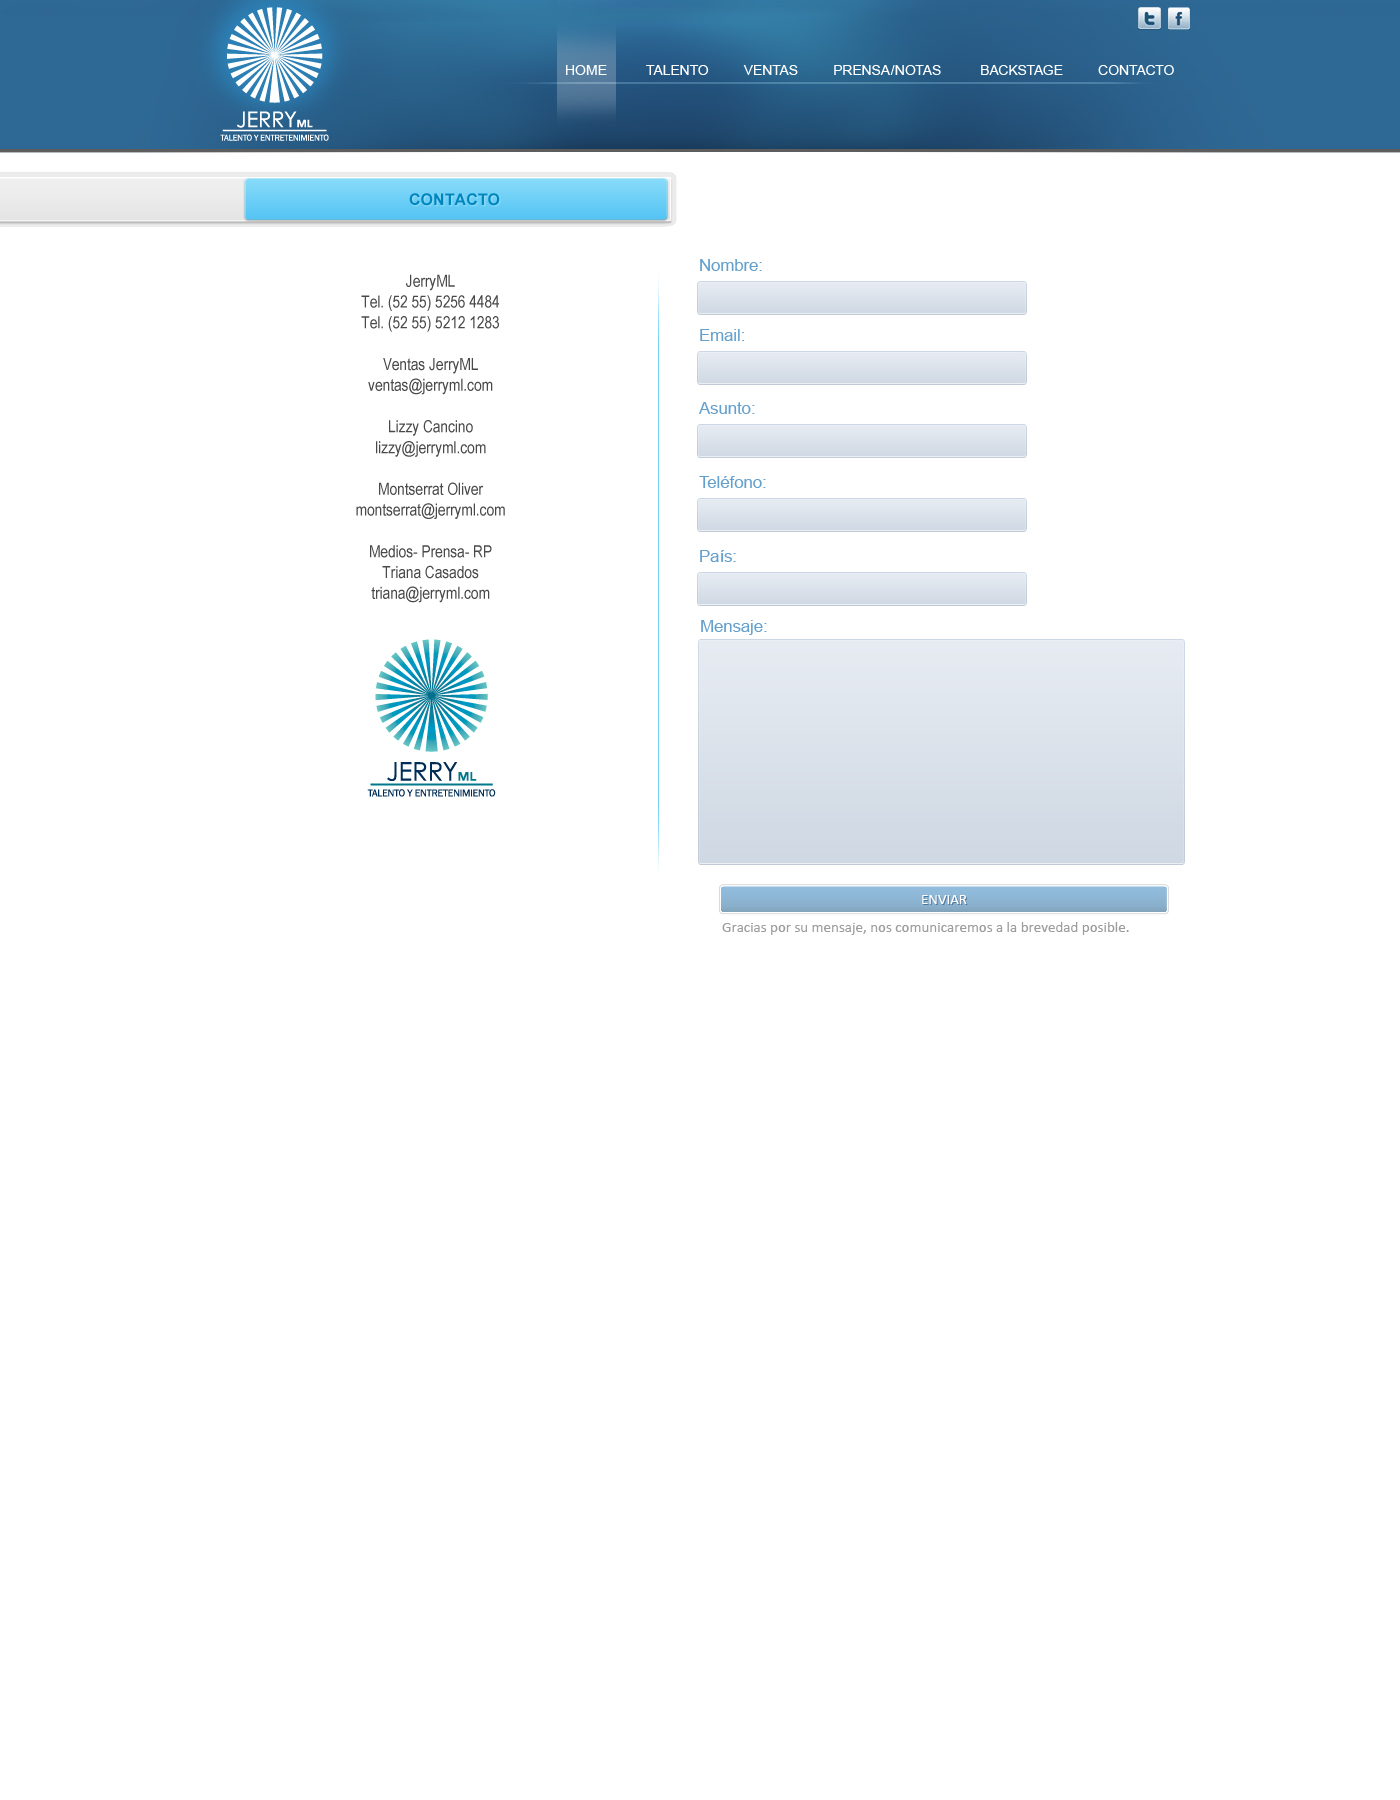 HOME
TALENTO
VENTAS
PRENSA/NOTAS
BACKSTAGE
CONTACTO
JERRY ML
TALENTO Y ENTRETENIMIENTO
CONTACTO
JerryML
Tel. (52 55) 5256 4484
Tel. (52 55) 5212 1283
Ventas JerryML
ventas@jerryml.com
Lizzy Cancino
lizzy@jerryml.com
Montserrat Oliver
montserrat@jerryml.com
Medios- Prensa- RP
Triana Casados
triana@jerryml.com
JERRY ML
TALENTO Y ENTRETENIMIENTO
Nombre:
Email:
Asunto:
Teléfono:
País:
Mensaje:
ENVIAR
Gracias por su mensaje, nos comunicaremos a la brevedad posible.